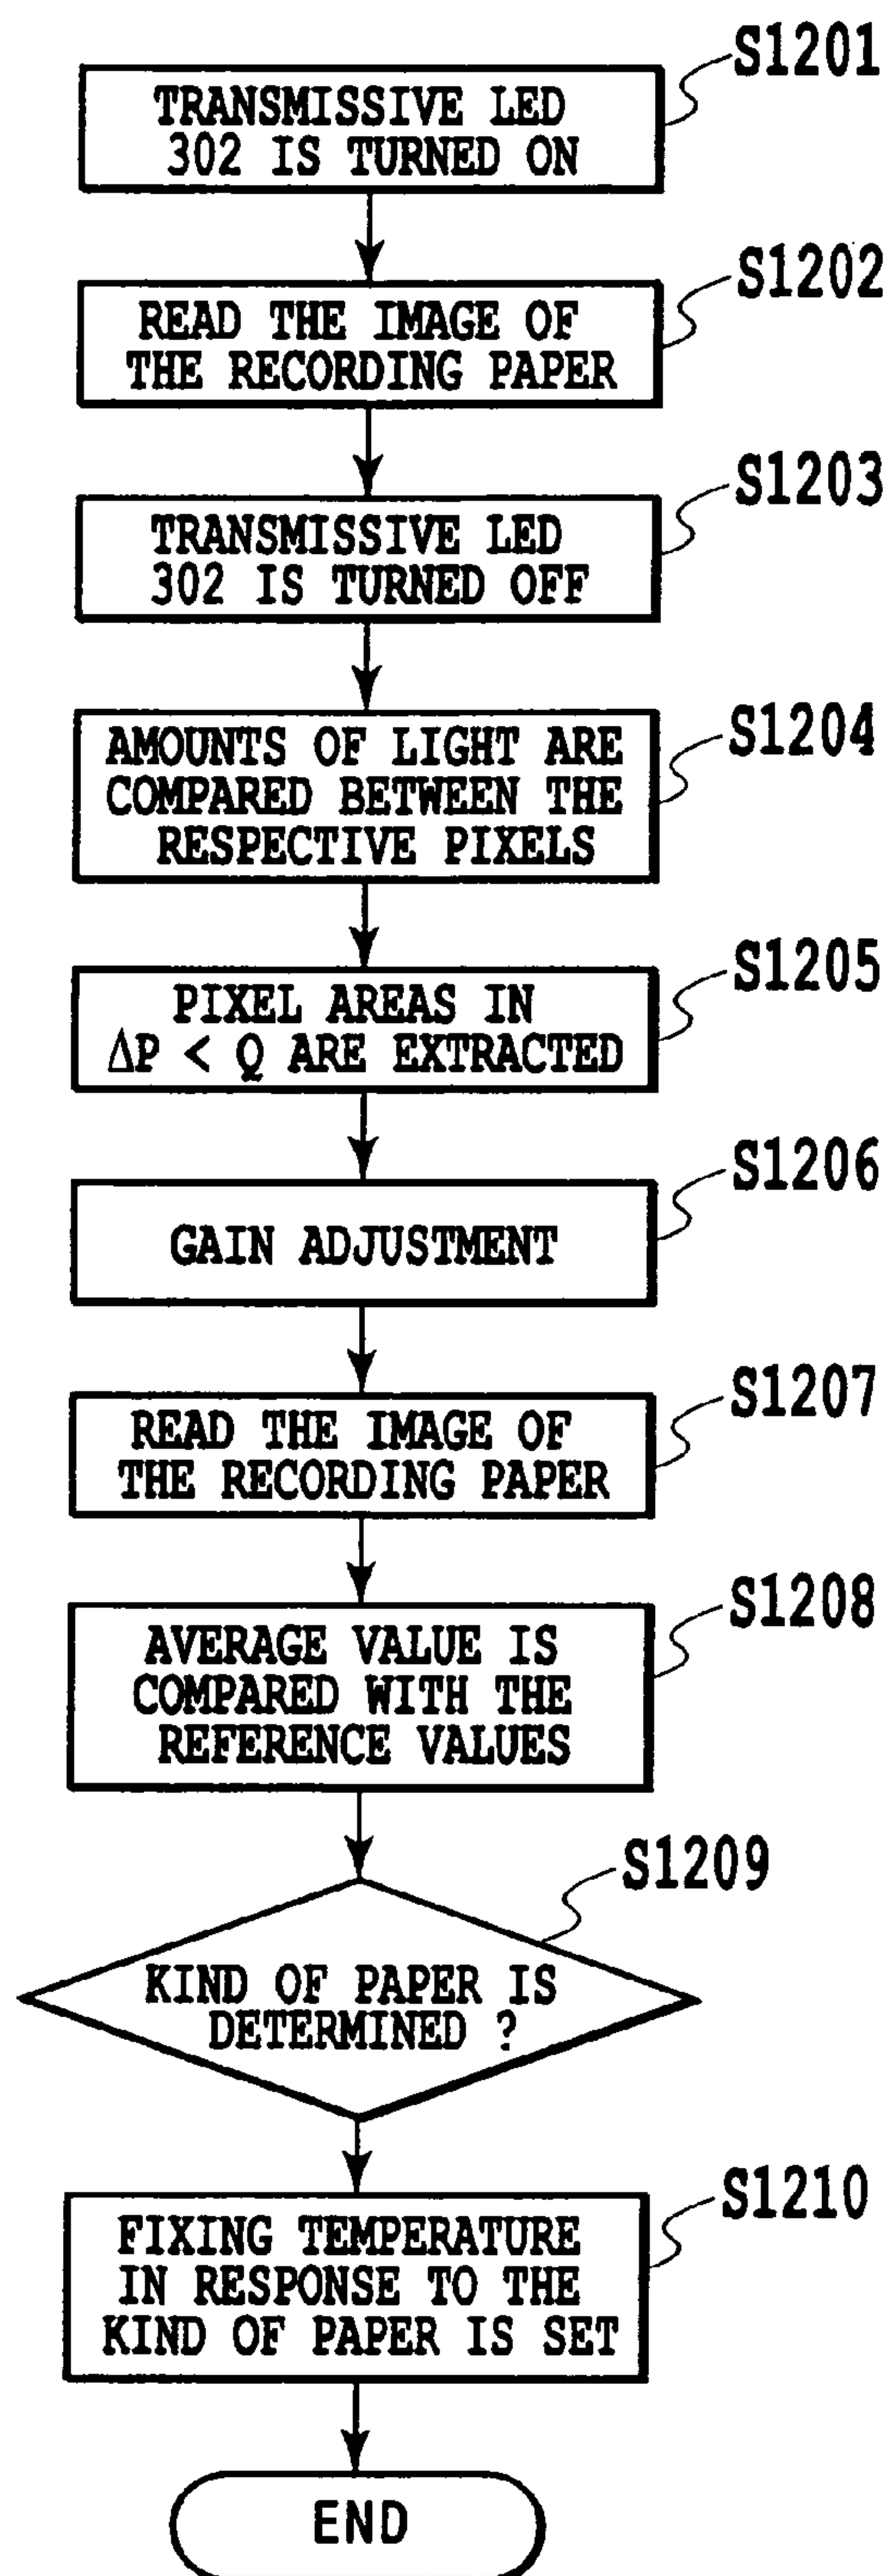 S1201
TRANSMISSIVE LED
302 IS TURNED ON
S1202
READ THE IMAGE OF
THE RECORDING PAPER
S1203
TRANSMISSIVE LED
302 IS TURNED OFF
S1204
AMOUNTS OF LIGHT ARE
COMPARED BETWEEN THE
RESPECTIVE PIXELS
S1205
PIXEL AREAS IN
ΔP < Q ARE EXTRACTED
S1206
GAIN ADJUSTMENT
S1207
READ THE IMAGE OF
THE RECORDING PAPER
S1208
AVERAGE VALUE IS
COMPARED WITH THE
REFERENCE VALUES
S1209
KIND OF PAPER IS
DETERMINED ?
S1210
FIXING TEMPERATURE
IN RESPONSE TO THE
KIND OF PAPER IS SET
END